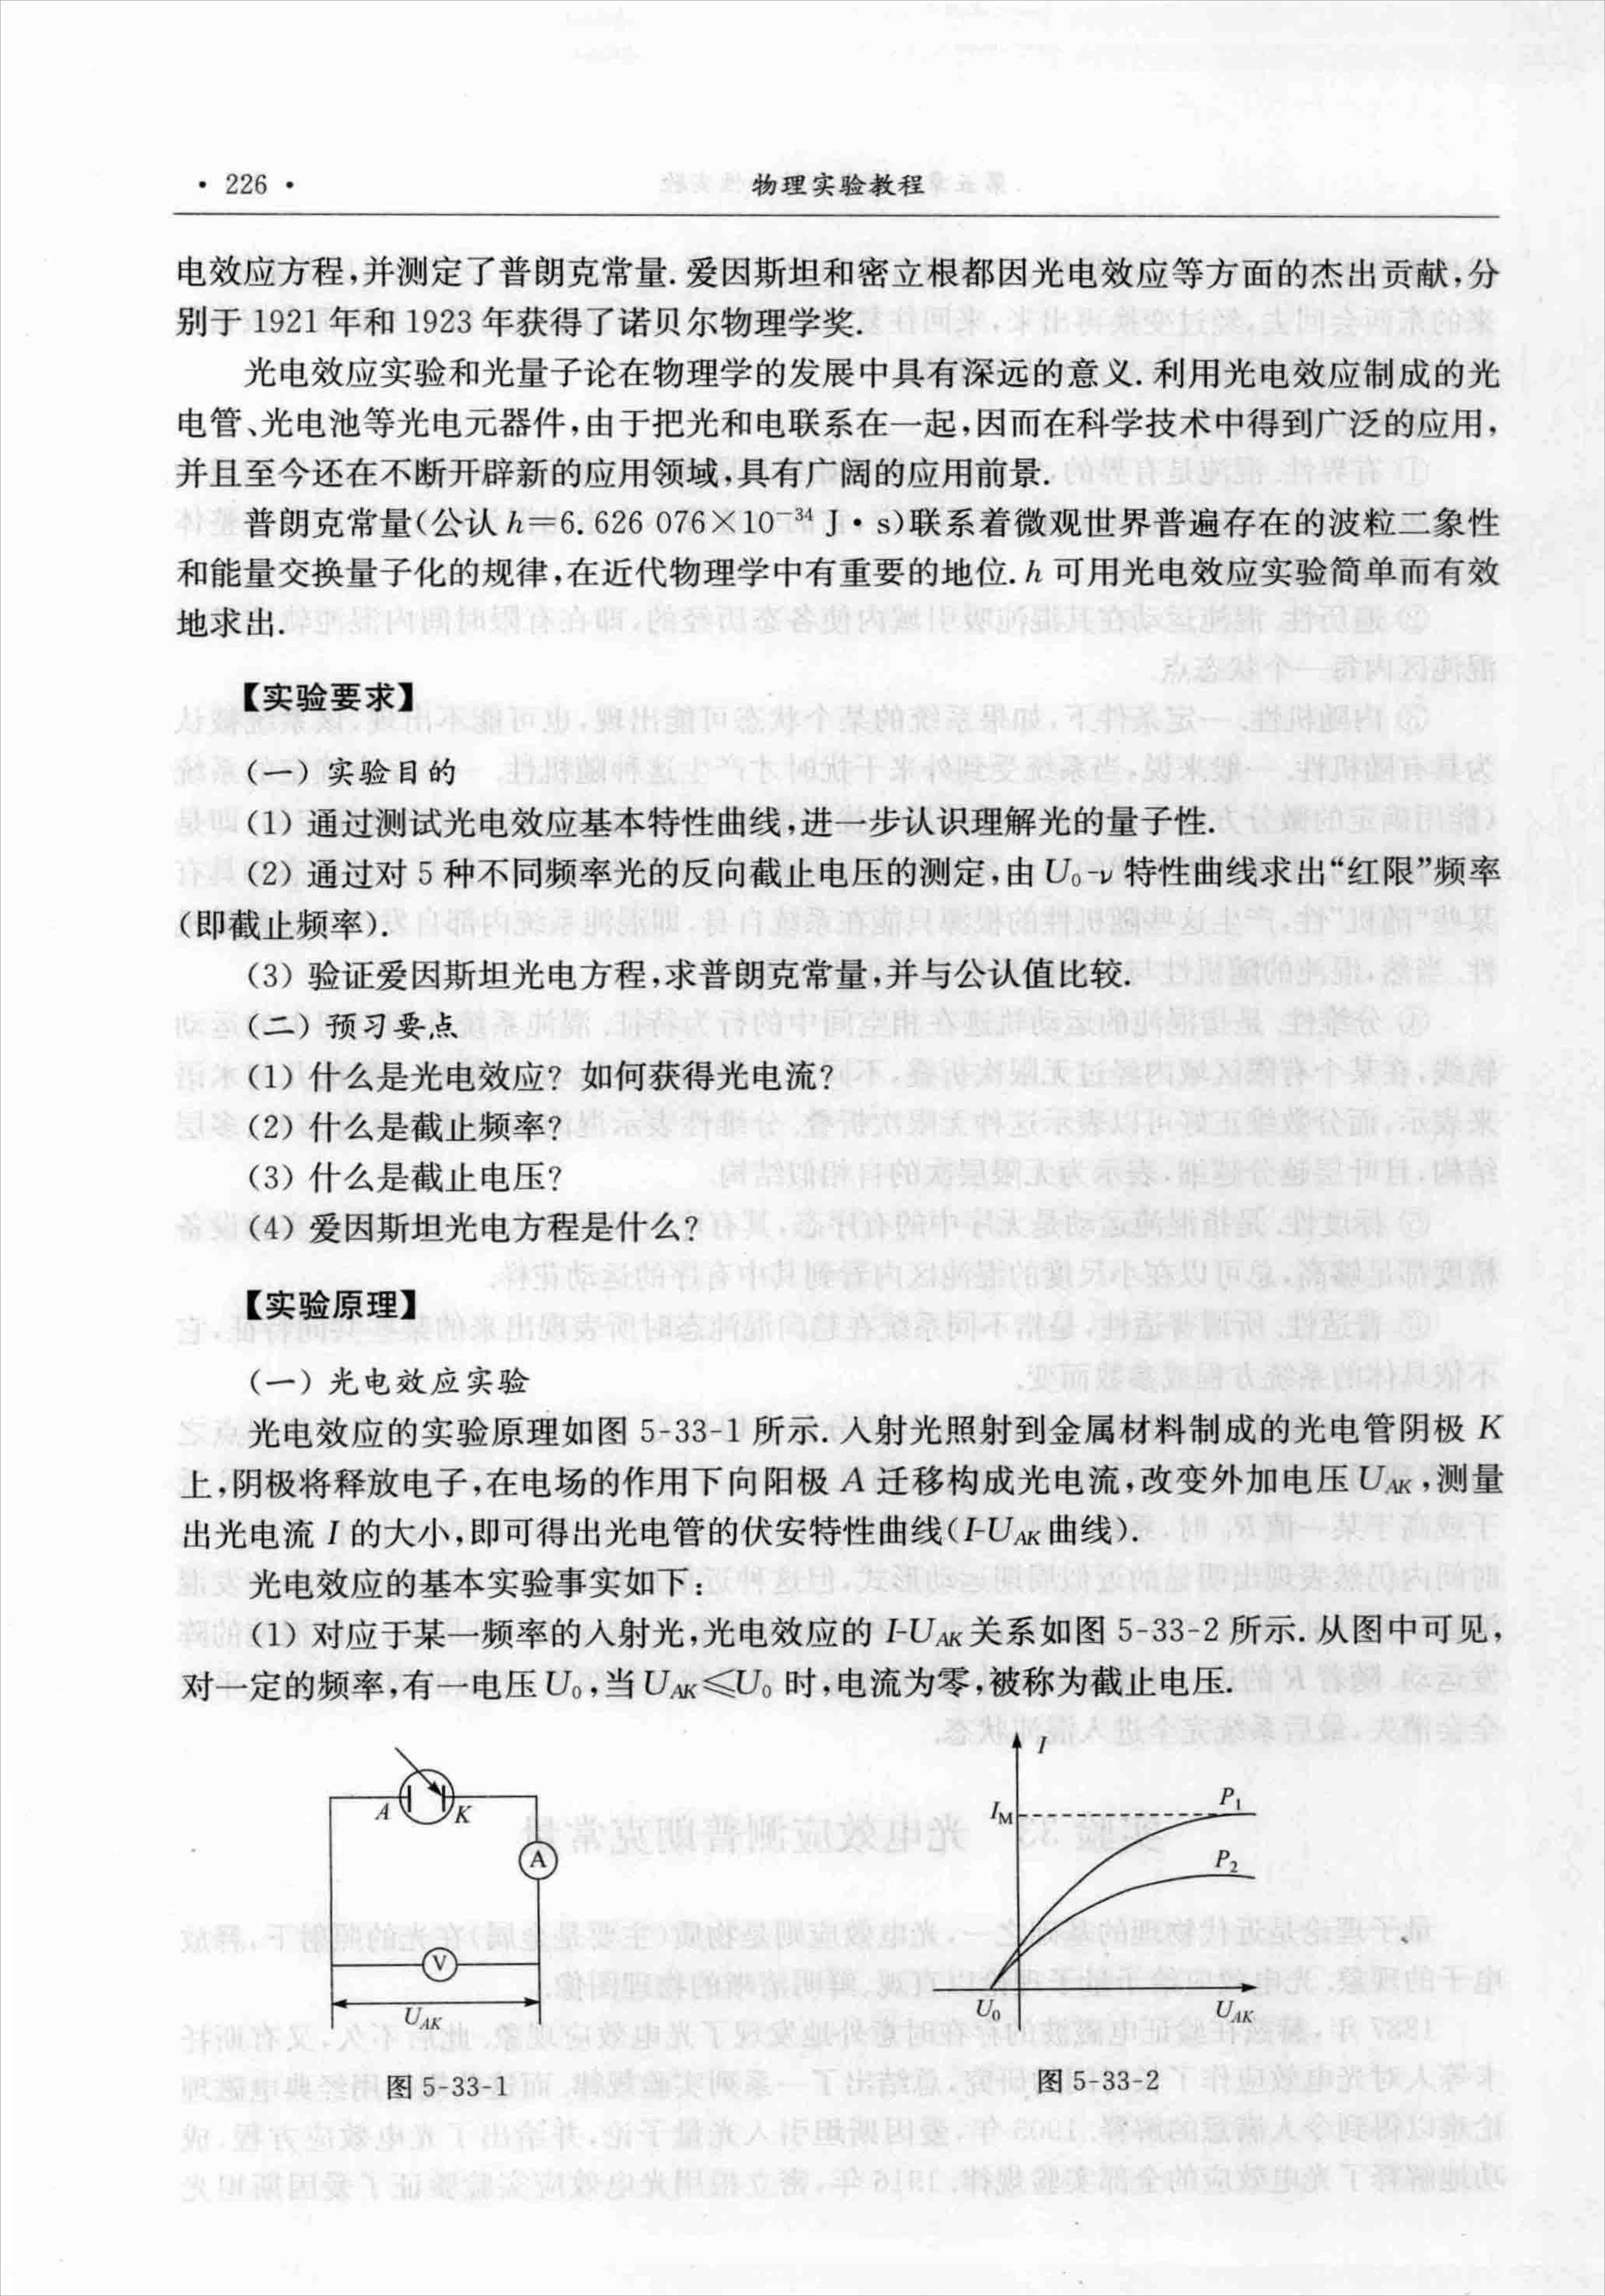 • 226 •
物理实验教程
电效应方程,并测定了普朗克常量.爱因斯坦和密立根都因光电效应等方面的杰出贡献,分
别于 1921 年和 1923 年获得了诺贝尔物理学奖.
光电效应实验和光量子论在物理学的发展中具有深远的意义.利用光电效应制成的光
电管、光电池等光电元器件,由于把光和电联系在一起,因而在科学技术中得到广泛的应用,
并且至今还在不断开辟新的应用领域,具有广阔的应用前景.
普朗克常量(公认 h=6.626 076×10⁻³⁴ J·s)联系着微观世界普遍存在的波粒二象性
和能量交换量子化的规律,在近代物理学中有重要的地位.h 可用光电效应实验简单而有效
地求出.
【实验要求】
(一)实验目的
(1) 通过测试光电效应基本特性曲线,进一步认识理解光的量子性.
(2) 通过对 5 种不同频率光的反向截止电压的测定,由 U₀-ν 特性曲线求出“红限”频率
(即截止频率).
(3) 验证爱因斯坦光电方程,求普朗克常量,并与公认值比较.
(二)预习要点
(1) 什么是光电效应? 如何获得光电流?
(2) 什么是截止频率?
(3) 什么是截止电压?
(4) 爱因斯坦光电方程是什么?
【实验原理】
(一)光电效应实验
光电效应的实验原理如图 5-33-1 所示.入射光照射到金属材料制成的光电管阴极 K
上,阴极将释放电子,在电场的作用下向阳极 A 迁移构成光电流,改变外加电压 U_AK,测量
出光电流 I 的大小,即可得出光电管的伏安特性曲线(I-U_AK 曲线).
光电效应的基本实验事实如下:
(1) 对应于某一频率的入射光,光电效应的 I-U_AK 关系如图 5-33-2 所示.从图中可见,
对一定的频率,有一电压 U₀,当 U_AK≤U₀ 时,电流为零,被称为截止电压.
A
K
A
V
U_AK
图 5-33-1
I
I_M
P₁
P₂
U₀
U_AK
图 5-33-2